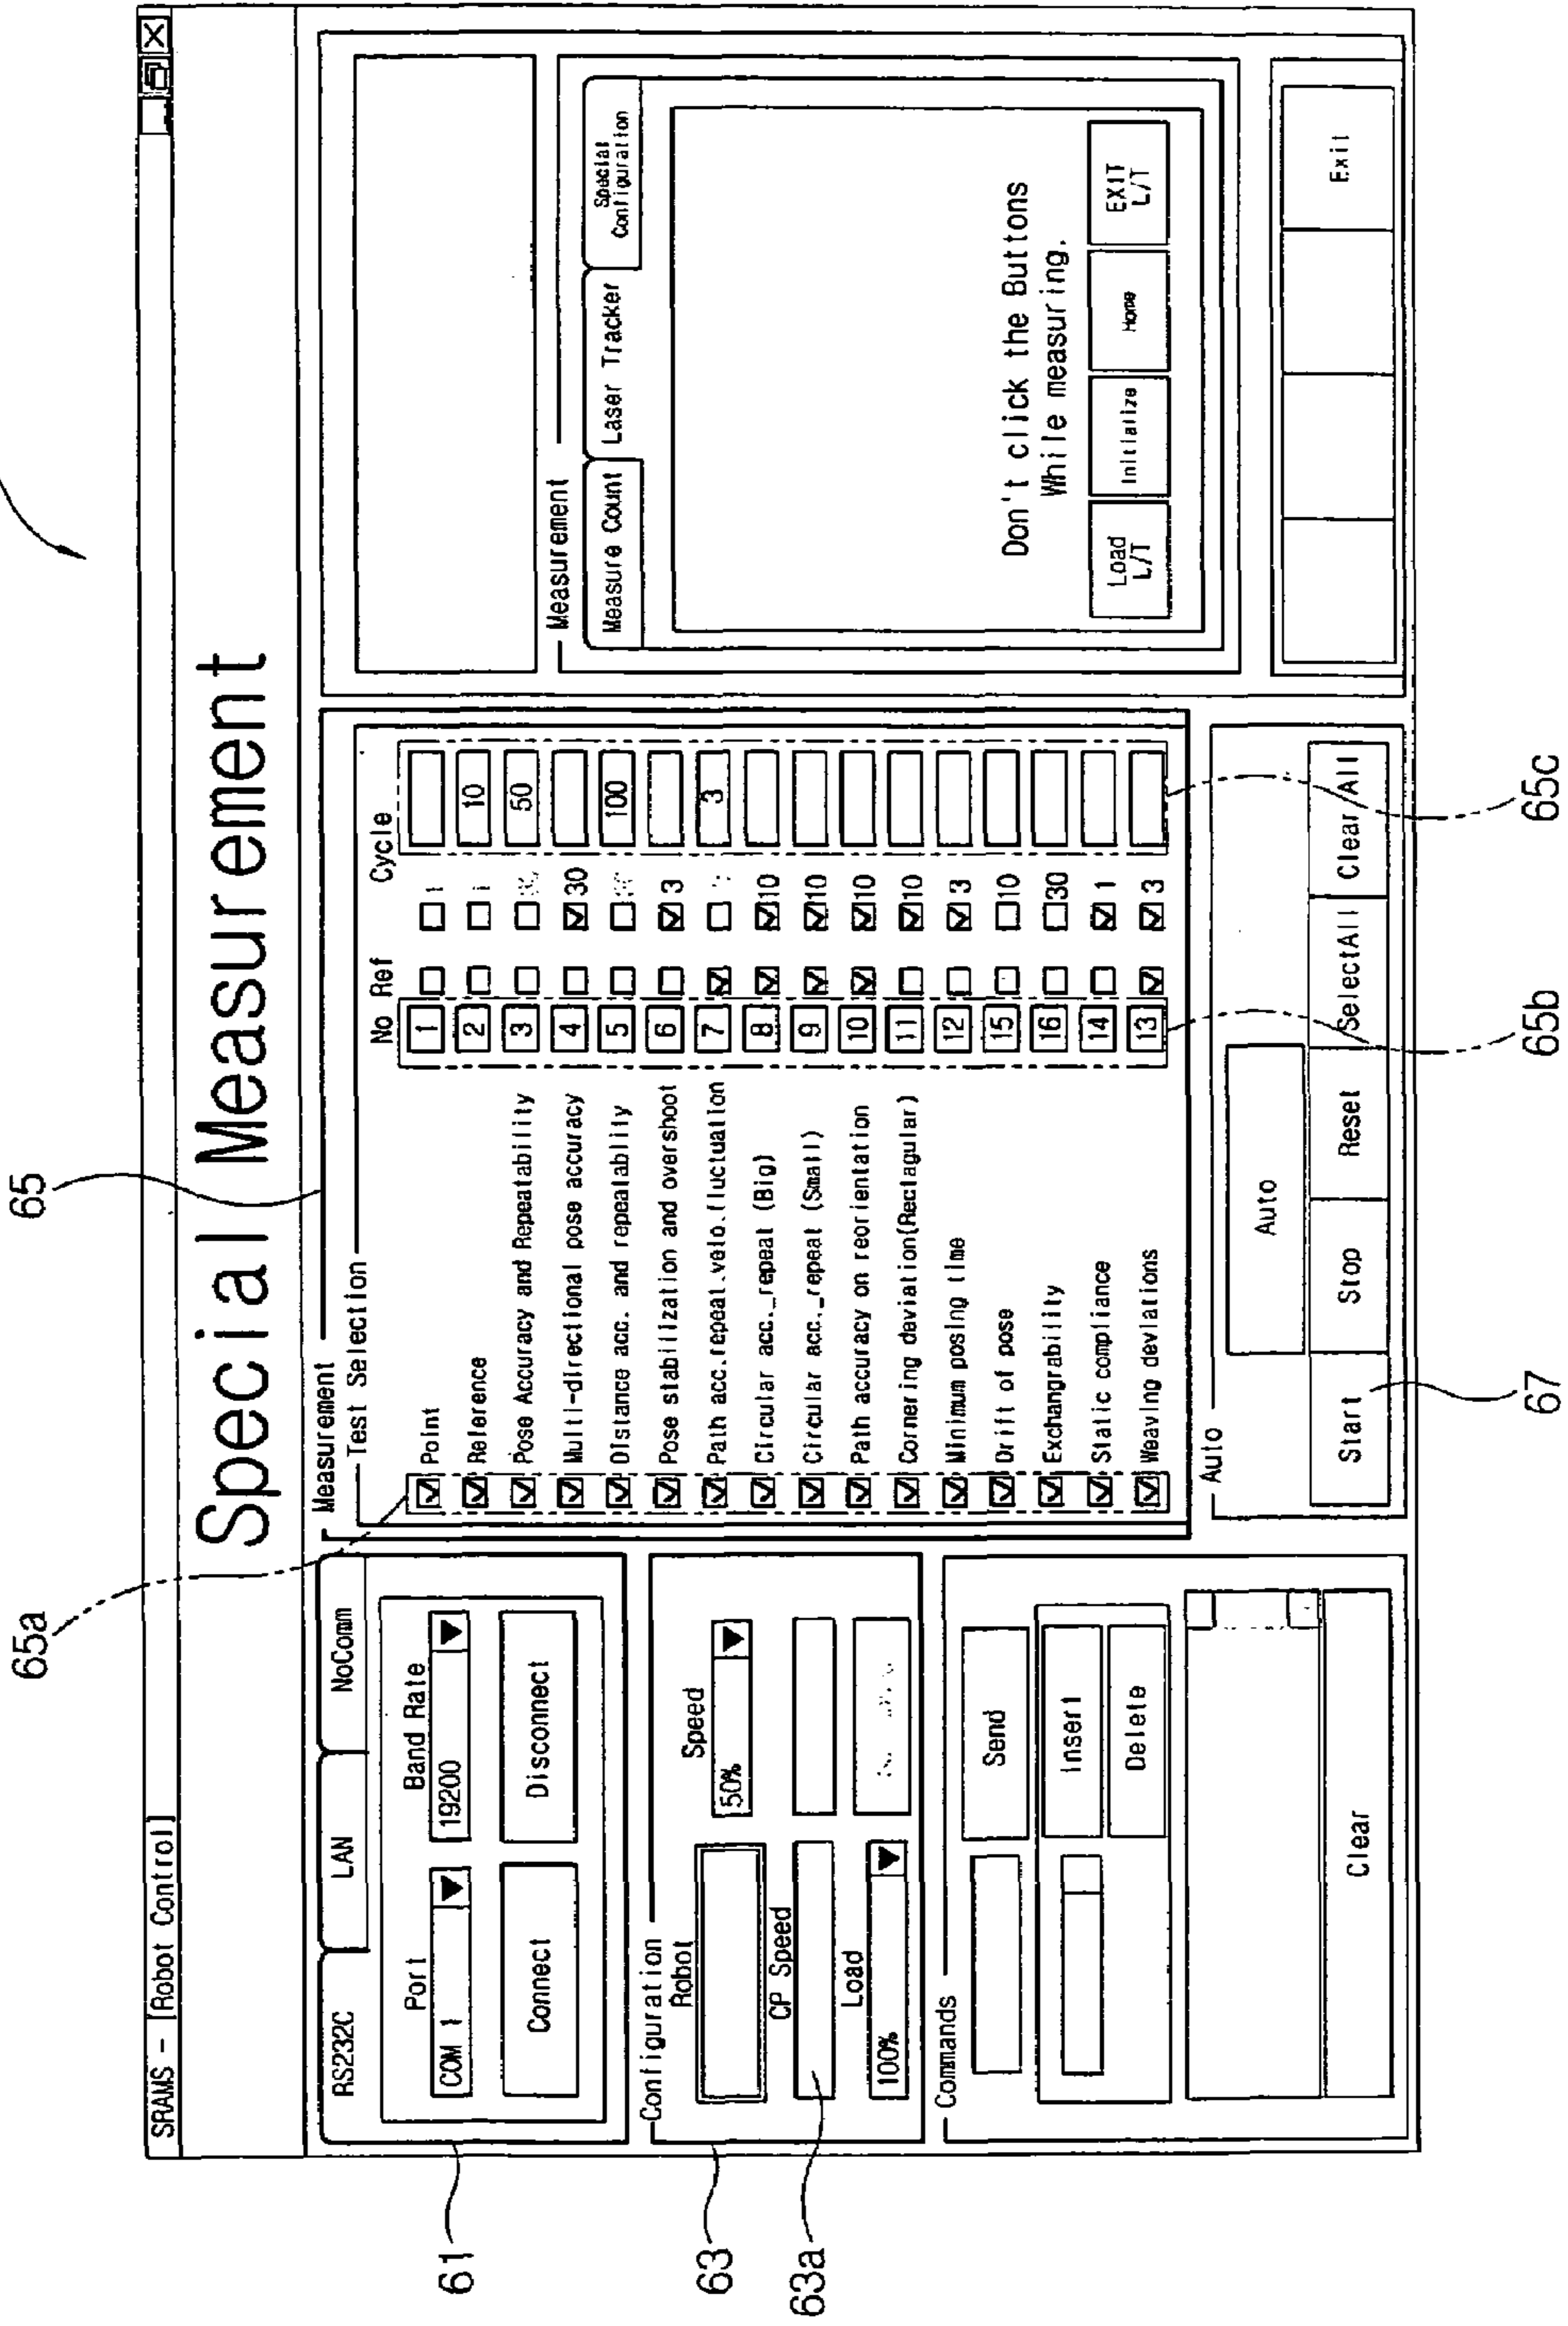 65a
65
SRAMS - [Robot Control]
Special Measurement
RS232C
LAN
NoComm
Port
Band Rate
COM 1
19200
Connect
Disconnect
61
Configuration
Robot
Speed
50%
CP Speed
Load
100%
63
63a
Commands
Send
Insert
Delete
Clear
Measurement
Test Selection
No Ref Cycle
Point 1
Reference 2 10
Pose Accuracy and Repeatability 3 50
Multi-directional pose accuracy 4 30
Distance acc. and repeatablity 5 100
Pose stabilization and overshoot 6 3
Path acc.repeat.velo.fluctuation 7 3
Circular acc._repeat (Big) 8 10
Circular acc._repeat (Small) 9 10
Path accuracy on reorientation 10 10
Cornering deviation(Rectagular) 11 10
Minimum posing time 12 3
Drift of pose 15 10
Exchangrability 16 30
Static compliance 14 1
Weaving deviations 13 3
Auto
Auto
Start
Stop
Reset
SelectAll
Clear All
67
65b
65c
Measurement
Measure Count
Laser Tracker
Special
Configuration
Don't click the Buttons
While measuring.
Load
L/T
Initialize
Home
EXIT
L/T
Exit